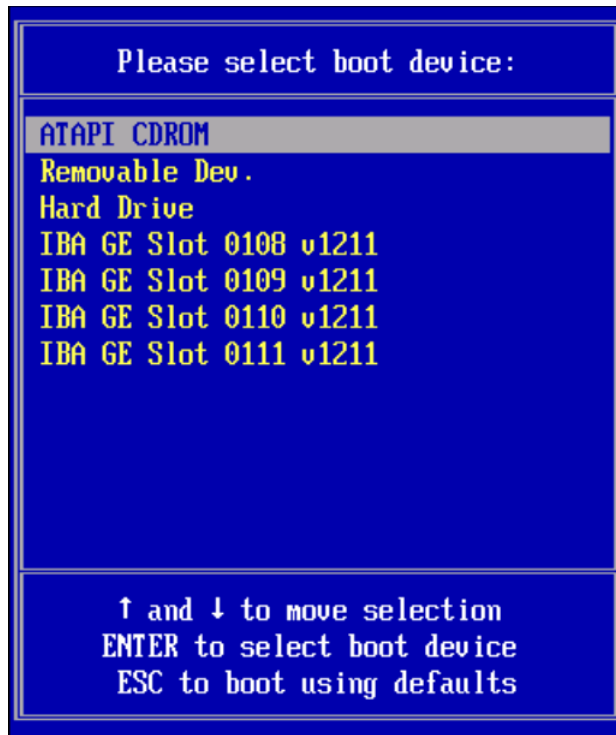 Please select boot device:
ATAPI CDROM
Removable Dev.
Hard Drive
IBA GE Slot 0108 v1211
IBA GE Slot 0109 v1211
IBA GE Slot 0110 v1211
IBA GE Slot 0111 v1211
↑ and ↓ to move selection
ENTER to select boot device
ESC to boot using defaults